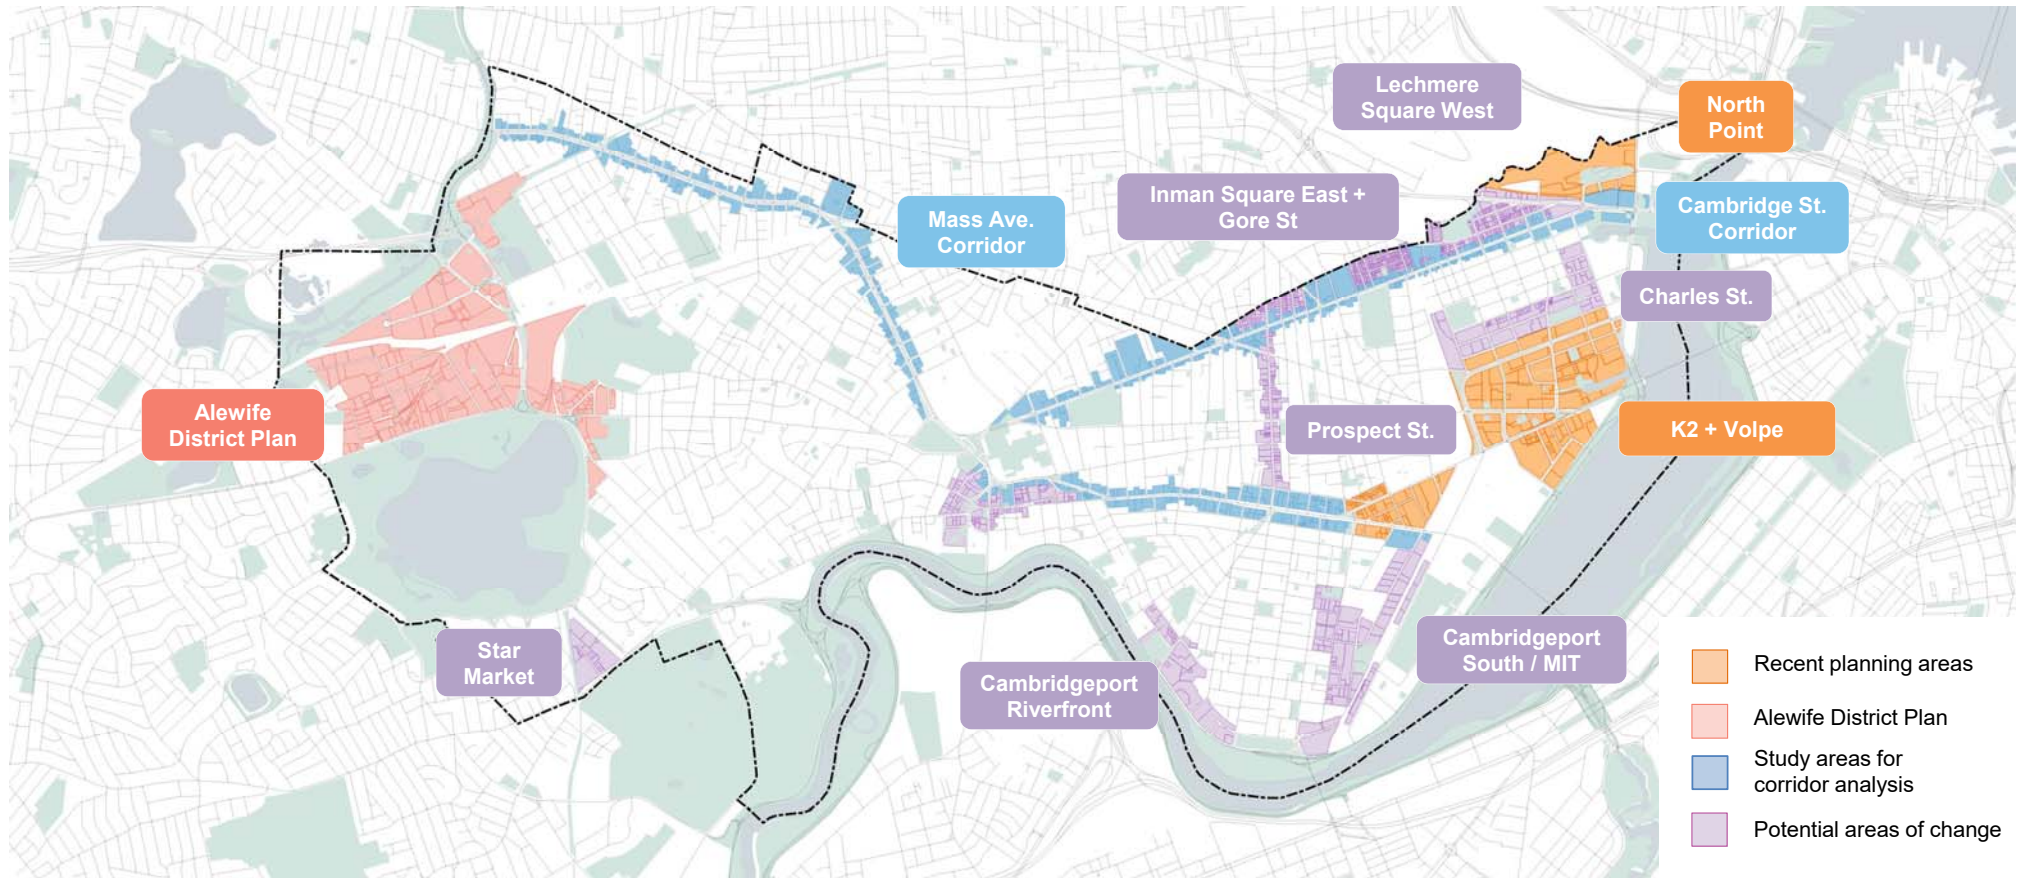 Lechmere
Square West
North
Point
Inman Square East +
Gore St
Mass Ave.
Corridor
Cambridge St.
Corridor
Charles St.
Alewife
District Plan
Prospect St.
K2 + Volpe
Star
Market
Cambridgeport
Riverfront
Cambridgeport
South / MIT
Recent planning areas
Alewife District Plan
Study areas for
corridor analysis
Potential areas of change